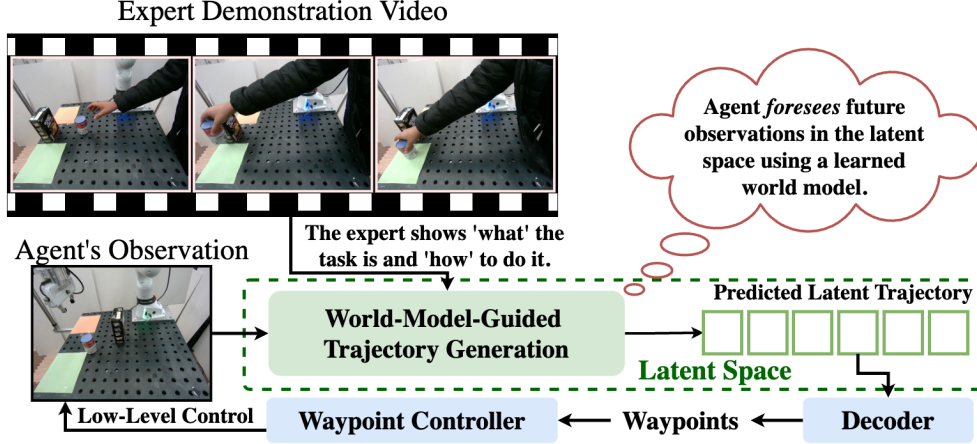 Expert Demonstration Video
Agent foresees future
observations in the latent
space using a learned
world model.
The expert shows 'what' the
task is and 'how' to do it.
Agent's Observation
World-Model-Guided
Trajectory Generation
Predicted Latent Trajectory
Latent Space
Low-Level Control
Waypoint Controller
Waypoints
Decoder